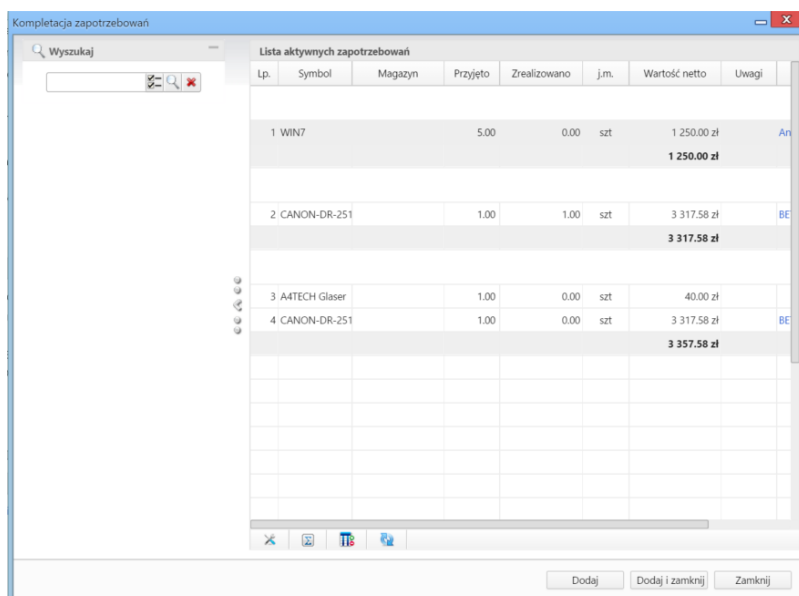 Kompletacja zapotrzebowań
Wyszukaj
Lista aktywnych zapotrzebowań
Lp. Symbol Magazyn Przyjęto Zrealizowano j.m. Wartość netto Uwagi
1 WIN7 5.00 0.00 szt 1 250.00 zł An
1 250.00 zł
2 CANON-DR-251 1.00 1.00 szt 3 317.58 zł BE
3 317.58 zł
3 A4TECH Glaser 1.00 0.00 szt 40.00 zł
4 CANON-DR-251 1.00 0.00 szt 3 317.58 zł BE
3 357.58 zł
Dodaj Dodaj i zamknij Zamknij